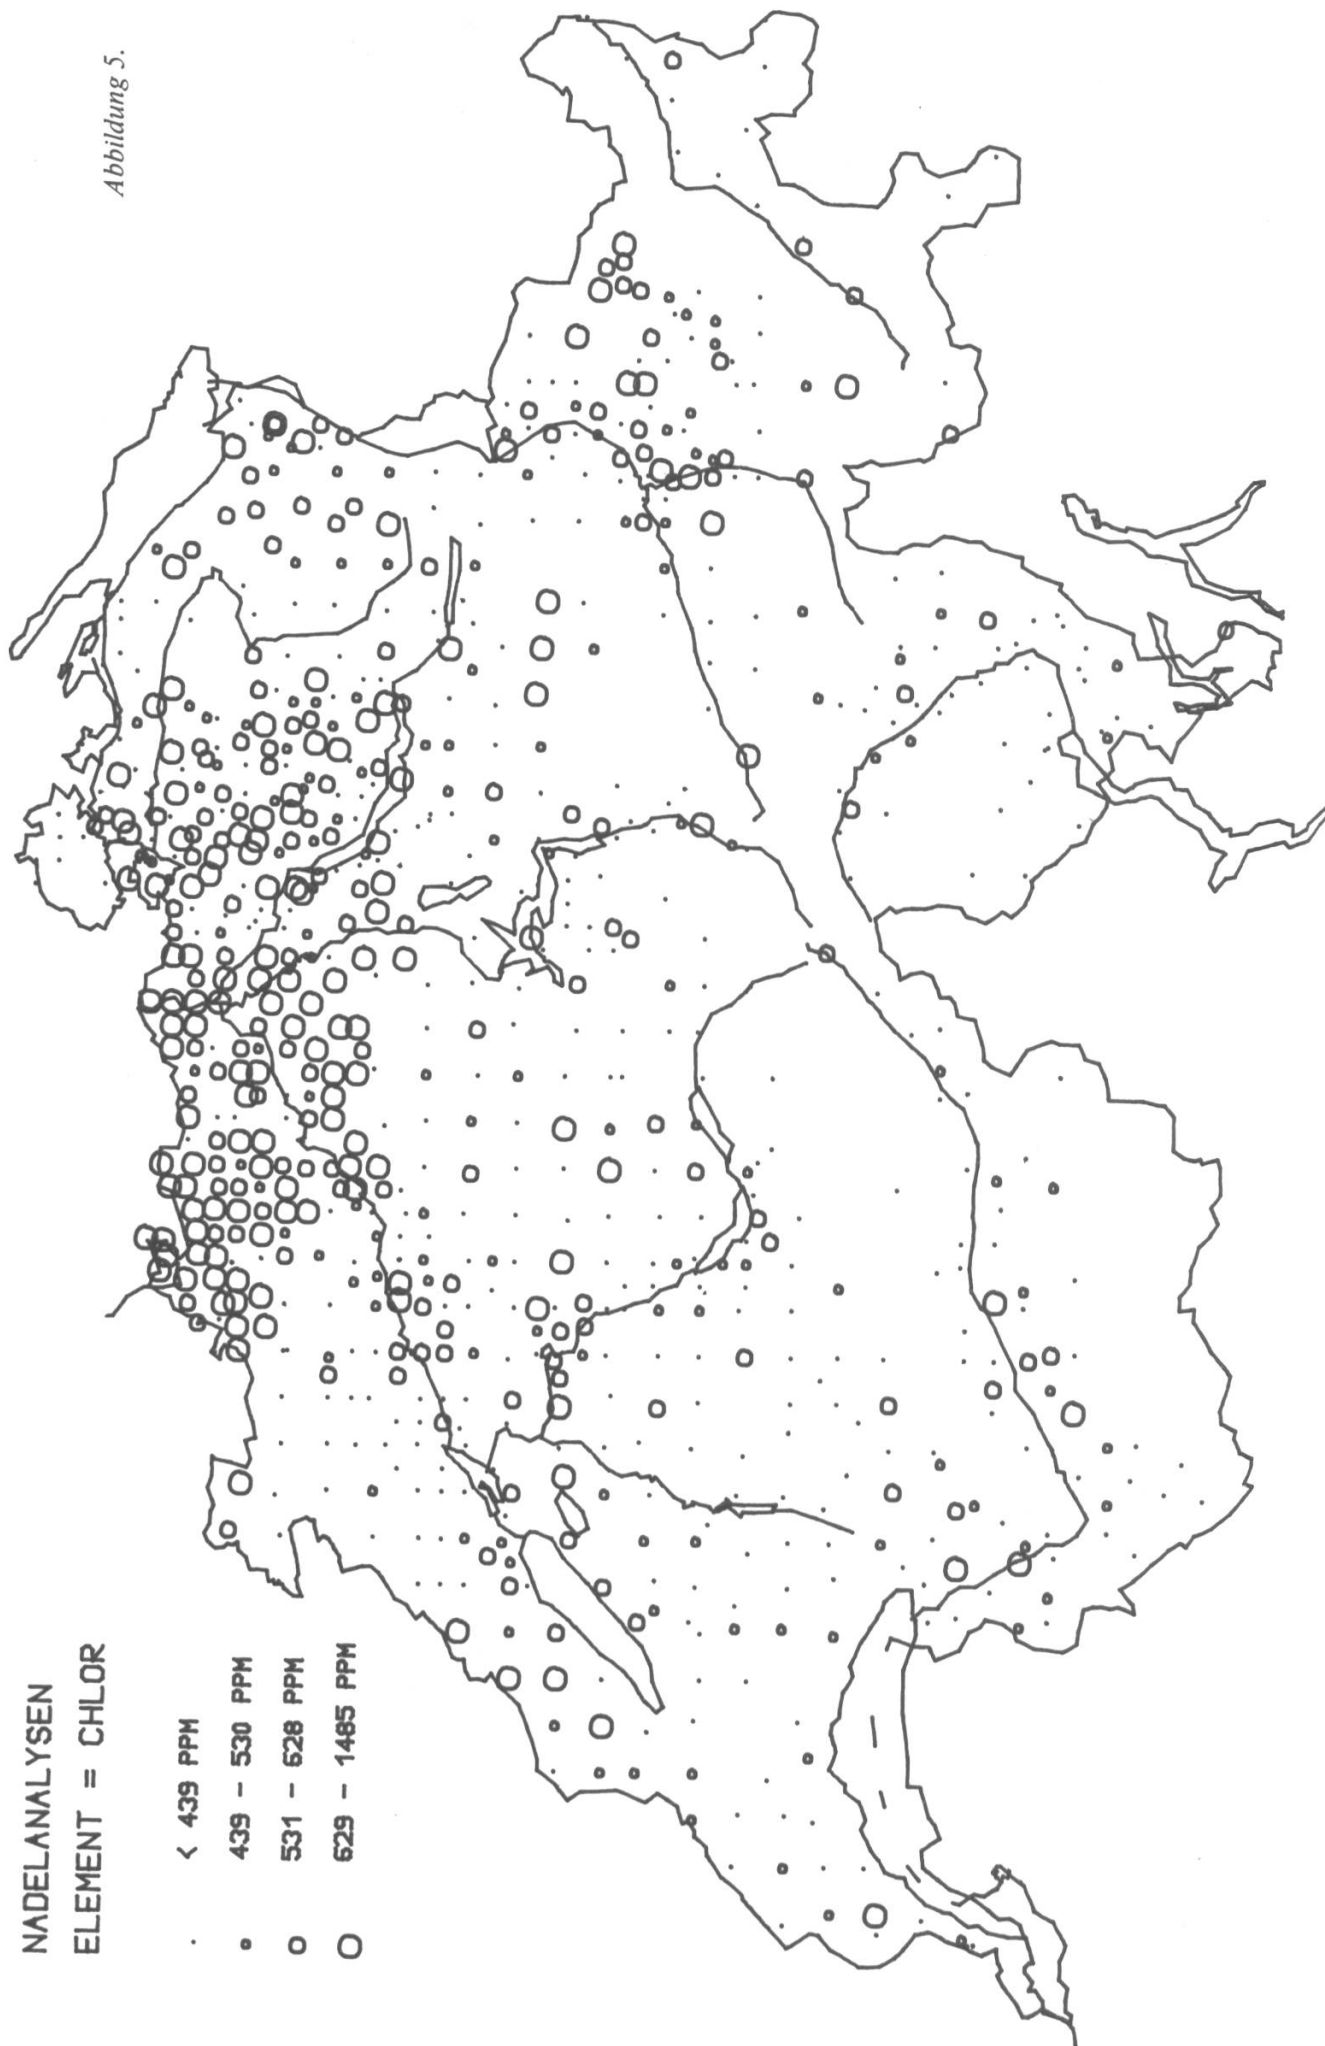 Abbildung 5.
NADELANALYSEN
ELEMENT = CHLOR
< 439 PPM
439 - 530 PPM
531 - 628 PPM
629 - 1485 PPM